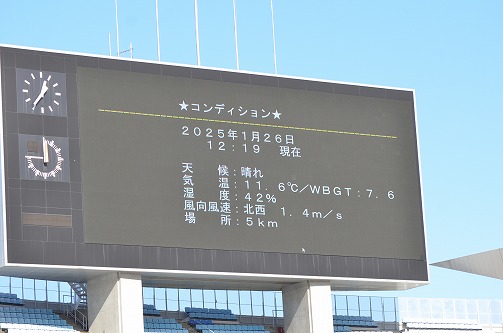 ★コンディション★
2025年1月26日
12:19 現在
天 候:晴れ
気 温:11.6℃/WBGT:7.6
湿 度:42%
風向風速:北西 1.4m/s
場 所:5km